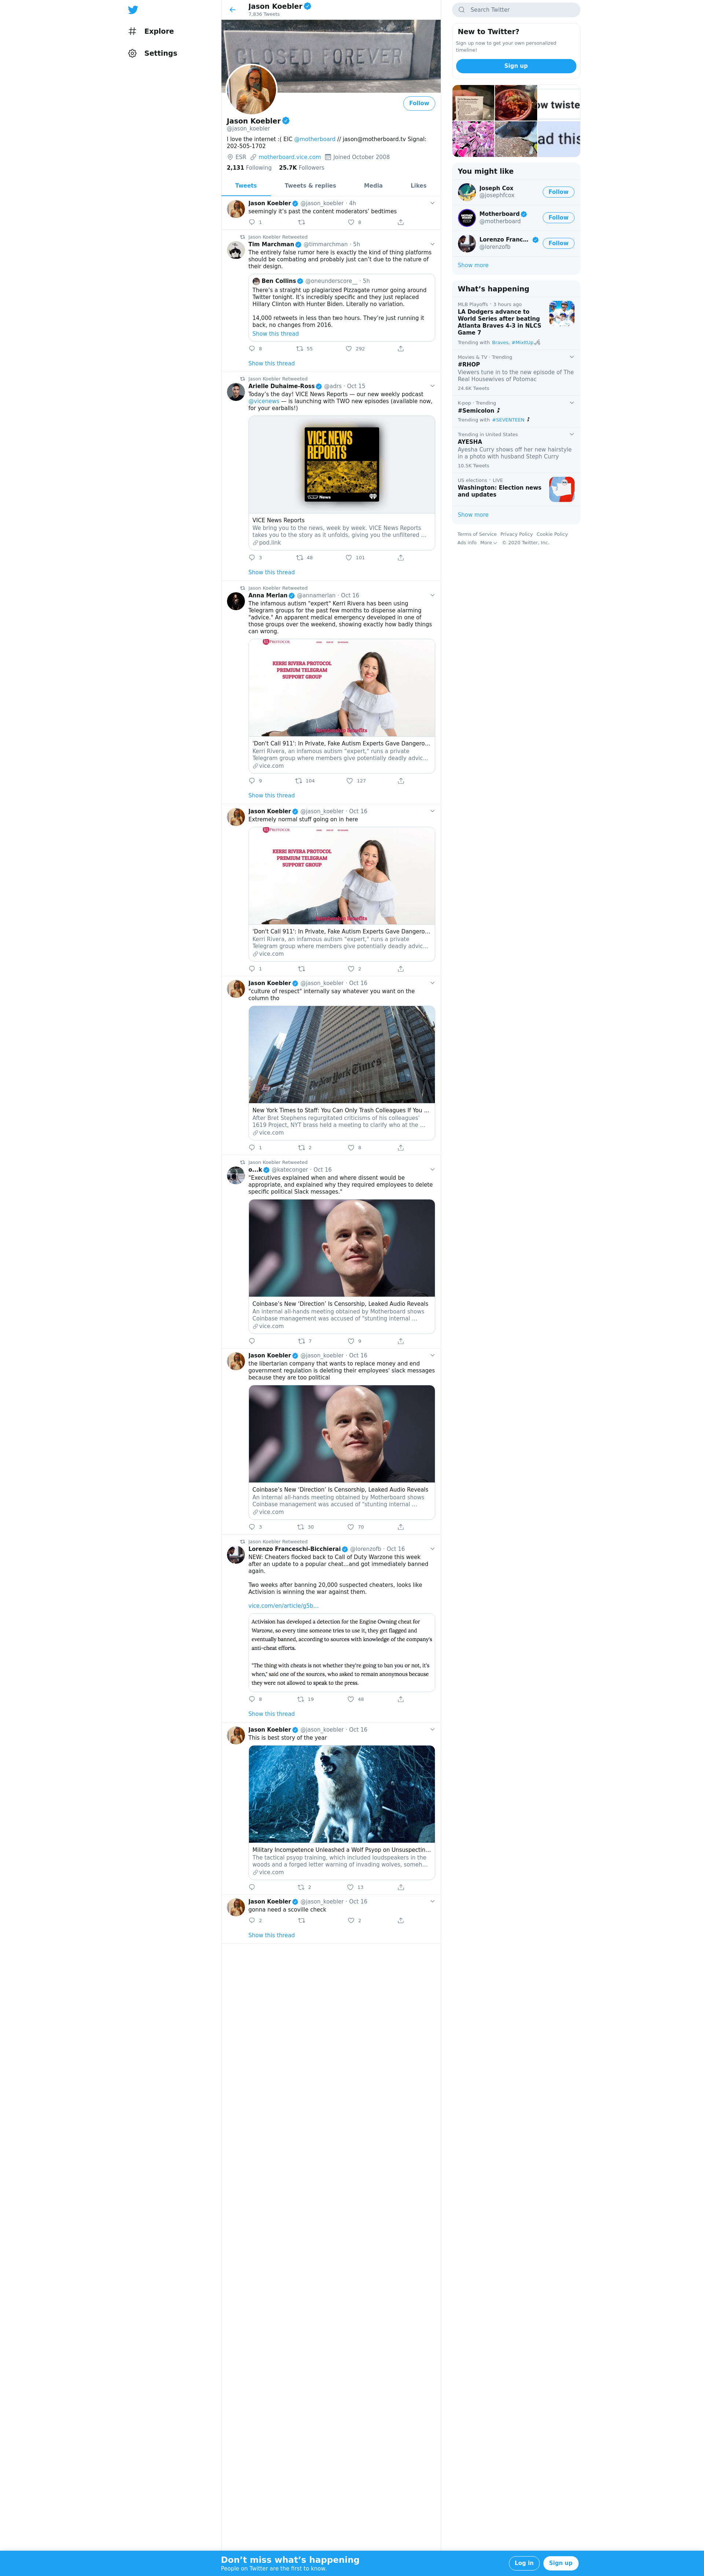 Explore
Settings
Jason Koebler
7,836 Tweets
CLOSED FOREVER
Follow
Jason Koebler
@jason_koebler
I love the internet :( EIC @motherboard // jason@motherboard.tv Signal:
202-505-1702
ESR motherboard.vice.com Joined October 2008
2,131 Following 25.7K Followers
Tweets Tweets & replies Media Likes
Jason Koebler @jason_koebler · 4h
seemingly it's past the content moderators' bedtimes
1 8
Jason Koebler Retweeted
Tim Marchman @timmarchman · 5h
The entirely false rumor here is exactly the kind of thing platforms
should be combating and probably just can't due to the nature of
their design.
Ben Collins @oneunderscore__ · 5h
There's a straight up plagiarized Pizzagate rumor going around
Twitter tonight. It's incredibly specific and they just replaced
Hillary Clinton with Hunter Biden. Literally no variation.
14,000 retweets in less than two hours. They're just running it
back, no changes from 2016.
Show this thread
6 55 292
Show this thread
Jason Koebler Retweeted
Arielle Duhaime-Ross @adrs · Oct 15
Today's the day! VICE News Reports — our new weekly podcast
@vicenews — is launching with TWO new episodes (available now,
for your earballs!)
VICE NEWS
REPORTS
News
VICE News Reports
We bring you to the news, week by week. VICE News Reports
takes you to the story as it unfolds, giving you the unfiltered ...
pod.link
3 48 101
Show this thread
Jason Koebler Retweeted
Anna Merlan @annamerlan · Oct 16
The infamous autism "expert" Kerri Rivera has been using
Telegram groups for the past few months to dispense alarming
"advice." An apparent medical emergency developed in one of
those groups over the weekend, showing exactly how badly things
can wrong.
PROTOCOL
KERRI RIVERA PROTOCOL
PREMIUM TELEGRAM
SUPPORT GROUP
Benefits
'Don't Call 911': In Private, Fake Autism Experts Gave Dangero...
Kerri Rivera, an infamous autism "expert," runs a private
Telegram group where members give potentially deadly advic...
vice.com
9 104 127
Show this thread
Jason Koebler @jason_koebler · Oct 16
Extremely normal stuff going on in here
PROTOCOL
KERRI RIVERA PROTOCOL
PREMIUM TELEGRAM
SUPPORT GROUP
Benefits
'Don't Call 911': In Private, Fake Autism Experts Gave Dangero...
Kerri Rivera, an infamous autism "expert," runs a private
Telegram group where members give potentially deadly advic...
vice.com
1 2
Jason Koebler @jason_koebler · Oct 16
"culture of respect" internally say whatever you want on the
column tho
The New York Times
New York Times to Staff: You Can Only Trash Colleagues If You ...
After Bret Stephens regurgitated criticisms of his colleagues'
1619 Project, NYT brass held a meeting to clarify who at the ...
vice.com
1 2 8
Jason Koebler Retweeted
o...k @kateconger · Oct 16
"Executives explained when and where dissent would be
appropriate, and explained why they required employees to delete
specific political Slack messages."
Coinbase's New 'Direction' Is Censorship, Leaked Audio Reveals
An internal all-hands meeting obtained by Motherboard shows
Coinbase management was accused of "stunting internal ...
vice.com
7 9
Jason Koebler @jason_koebler · Oct 16
the libertarian company that wants to replace money and end
government regulation is deleting their employees' slack messages
because they are too political
Coinbase's New 'Direction' Is Censorship, Leaked Audio Reveals
An internal all-hands meeting obtained by Motherboard shows
Coinbase management was accused of "stunting internal ...
vice.com
3 30 70
Jason Koebler Retweeted
Lorenzo Franceschi-Bicchierai @lorenzofb · Oct 16
NEW: Cheaters flocked back to Call of Duty Warzone this week
after an update to a popular cheat...and got immediately banned
again.
Two weeks after banning 20,000 suspected cheaters, looks like
Activision is winning the war against them.
vice.com/en/article/g5b...
Activision has developed a detection for the Engine Owning cheat for
Warzone, so every time someone tries to use it, they get flagged and
eventually banned, according to sources with knowledge of the company's
anti-cheat efforts.
"The thing with cheats is not whether they're going to ban you or not, it's
when," said one of the sources, who asked to remain anonymous because
they were not allowed to speak to the press.
8 19 46
Show this thread
Jason Koebler @jason_koebler · Oct 16
This is best story of the year
Military Incompetence Unleashed a Wolf Psyop on Unsuspectin...
The tactical psyop training, which included loudspeakers in the
woods and a forged letter warning of invading wolves, someh...
vice.com
2 13
Jason Koebler @jason_koebler · Oct 16
gonna need a scoville check
2 2
Show this thread
Search Twitter
New to Twitter?
Sign up now to get your own personalized
timeline!
Sign up
ow twiste
ad this
You might like
Joseph Cox
@josephfcox
Follow
Motherboard
@motherboard
Follow
Lorenzo Franc...
@lorenzofb
Follow
Show more
What's happening
MLB Playoffs · 3 hours ago
LA Dodgers advance to
World Series after beating
Atlanta Braves 4-3 in NLCS
Game 7
Trending with Braves, #MixItUp
Movies & TV · Trending
#RHOP
Viewers tune in to the new episode of The
Real Housewives of Potomac
24.6K Tweets
K-pop · Trending
#Semicolon
Trending with #SEVENTEEN
Trending in United States
AYESHA
Ayesha Curry shows off her new hairstyle
in a photo with husband Steph Curry
10.5K Tweets
US elections · LIVE
Washington: Election news
and updates
Show more
Terms of Service Privacy Policy Cookie Policy
Ads info More © 2020 Twitter, Inc.
Don't miss what's happening
People on Twitter are the first to know.
Log in Sign up